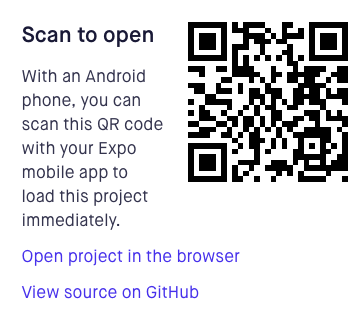 Scan to open
With an Android
phone, you can
scan this QR code
with your Expo
mobile app to
load this project
immediately.
Open project in the browser
View source on GitHub